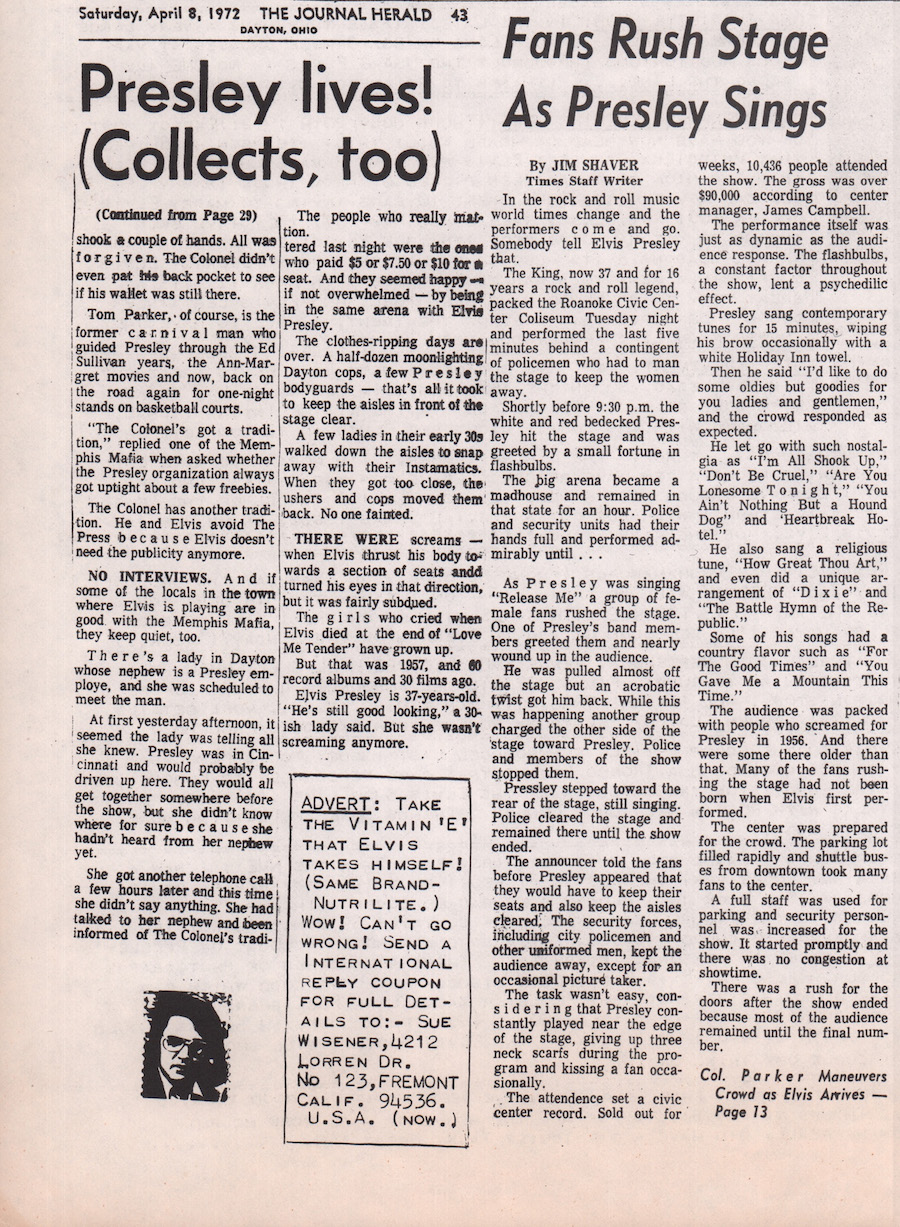 Saturday, April 8, 1972 THE JOURNAL HERALD 43
DAYTON, OHIO
Presley lives!
(Collects, too)
(Continued from Page 29)
shook a couple of hands. All was
forgiven. The Colonel didn't
even pat his back pocket to see
if his wallet was still there.
Tom Parker, of course, is the
former carnival man who
guided Presley through the Ed
Sullivan years, the Ann-Mar-
gret movies and now, back on
the road again for one-night
stands on basketball courts.
"The Colonel's got a tradi-
tion," replied one of the Mem-
phis Mafia when asked whether
the Presley organization always
got uptight about a few freebies.
The Colonel has another tradi-
tion. He and Elvis avoid The
Press because Elvis doesn't
need the publicity anymore.
NO INTERVIEWS. And if
some of the locals in the town
where Elvis is playing are in
good with the Memphis Mafia,
they keep quiet, too.
There's a lady in Dayton
whose nephew is a Presley em-
ploye, and she was scheduled to
meet the man.
At first yesterday afternoon, it
seemed the lady was telling all
she knew. Presley was in Cin-
cinnati and would probably be
driven up here. They would all
get together somewhere before
the show, but she didn't know
where for sure because she
hadn't heard from her nephew
yet.
She got another telephone call
a few hours later and this time
she didn't say anything. She had
talked to her nephew and been
informed of The Colonel's tradi-
The people who really mat-
tion.
tered last night were the ones
who paid $5 or $7.50 or $10 for a
seat. And they seemed happy —
if not overwhelmed — by being
in the same arena with Elvis
Presley.
The clothes-ripping days are
over. A half-dozen moonlighting
Dayton cops, a few Presley
bodyguards — that's all it took
to keep the aisles in front of the
stage clear.
A few ladies in their early 30s
walked down the aisles to snap
away with their Instamatics.
When they got too close, the
ushers and cops moved them
back. No one fainted.
THERE WERE screams —
when Elvis thrust his body to-
wards a section of seats andd
turned his eyes in that direction,
but it was fairly subdued.
The girls who cried when
Elvis died at the end of "Love
Me Tender" have grown up.
But that was 1957, and 60
record albums and 30 films ago.
Elvis Presley is 37-years-old.
"He's still good looking," a 30-
ish lady said. But she wasn't
screaming anymore.
ADVERT: TAKE
THE VITAMIN 'E'
THAT ELVIS
TAKES HIMSELF!
(SAME BRAND-
NUTRILITE.)
WOW! CAN'T GO
WRONG! SEND A
INTERNATIONAL
REPLY COUPON
FOR FULL DET-
AILS TO:- SUE
WISENER,4212
LORREN DR.
NO 123,FREMONT
CALIF. 94536.
U.S.A. (NOW.)
Fans Rush Stage
As Presley Sings
By JIM SHAVER
Times Staff Writer
In the rock and roll music
world times change and the
performers come and go.
Somebody tell Elvis Presley
that.
The King, now 37 and for 16
years a rock and roll legend,
packed the Roanoke Civic Cen-
ter Coliseum Tuesday night
and performed the last five
minutes behind a contingent
of policemen who had to man
the stage to keep the women
away.
Shortly before 9:30 p.m. the
white and red bedecked Pres-
ley hit the stage and was
greeted by a small fortune in
flashbulbs.
The big arena became a
madhouse and remained in
that state for an hour. Police
and security units had their
hands full and performed ad-
mirably until . . .
As Presley was singing
"Release Me" a group of fe-
male fans rushed the stage.
One of Presley's band mem-
bers greeted them and nearly
wound up in the audience.
He was pulled almost off
the stage but an acrobatic
twist got him back. While this
was happening another group
charged the other side of the
stage toward Presley. Police
and members of the show
stopped them.
Pressley stepped toward the
rear of the stage, still singing.
Police cleared the stage and
remained there until the show
ended.
The announcer told the fans
before Presley appeared that
they would have to keep their
seats and also keep the aisles
cleared. The security forces,
including city policemen and
other uniformed men, kept the
audience away, except for an
occasional picture taker.
The task wasn't easy, con-
sidering that Presley con-
stantly played near the edge
of the stage, giving up three
neck scarfs during the pro-
gram and kissing a fan occa-
sionally.
The attendence set a civic
center record. Sold out for
weeks, 10,436 people attended
the show. The gross was over
$90,000 according to center
manager, James Campbell.
The performance itself was
just as dynamic as the audi-
ence response. The flashbulbs,
a constant factor throughout
the show, lent a psychedilic
effect.
Presley sang contemporary
tunes for 15 minutes, wiping
his brow occasionally with a
white Holiday Inn towel.
Then he said "I'd like to do
some oldies but goodies for
you ladies and gentlemen,"
and the crowd responded as
expected.
He let go with such nostal-
gia as "I'm All Shook Up,"
"Don't Be Cruel," "Are You
Lonesome Tonight," "You
Ain't Nothing But a Hound
Dog" and 'Heartbreak Ho-
tel."
He also sang a religious
tune, "How Great Thou Art,"
and even did a unique ar-
rangement of "Dixie" and
"The Battle Hymn of the Re-
public."
Some of his songs had a
country flavor such as "For
The Good Times" and "You
Gave Me a Mountain This
Time."
The audience was packed
with people who screamed for
Presley in 1956. And there
were some there older than
that. Many of the fans rush-
ing the stage had not been
born when Elvis first per-
formed.
The center was prepared
for the crowd. The parking lot
filled rapidly and shuttle bus-
es from downtown took many
fans to the center.
A full staff was used for
parking and security person-
nel was increased for the
show. It started promptly and
there was no congestion at
showtime.
There was a rush for the
doors after the show ended
because most of the audience
remained until the final num-
ber.
Col. Parker Maneuvers
Crowd as Elvis Arrives —
Page 13